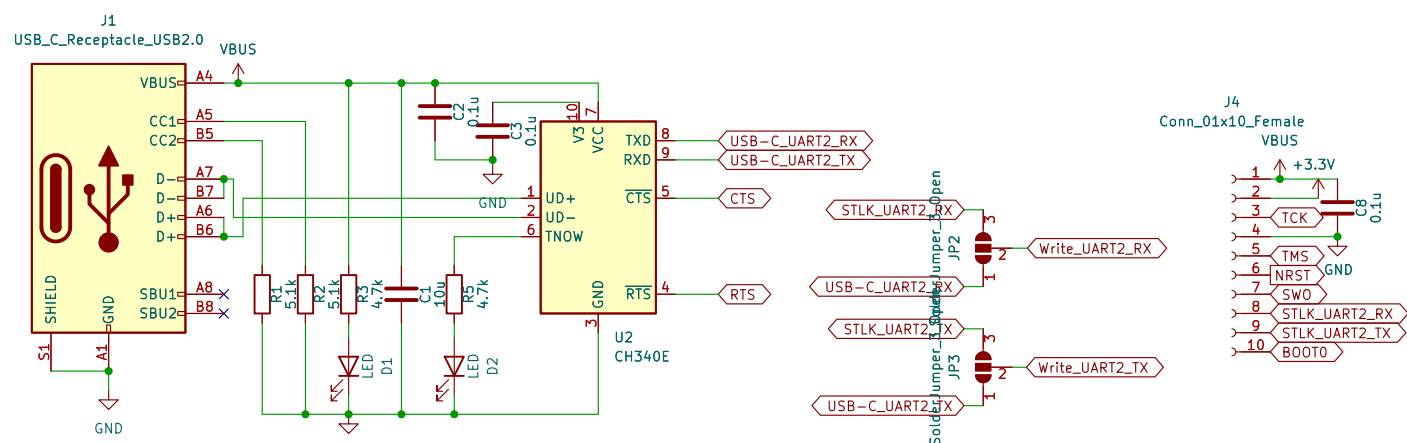 J1
USB_C_Receptacle_USB2.0
VBUS
VBUS
A4
CC1
A5
CC2
B5
D-
A7
D-
B7
D+
A6
D+
B6
SBU1
A8
SBU2
B8
SHIELD
GND
S1
A1
GND
R1
5.1k
R2
5.1k
R3
4.7k
C1
10u
R5
4.7k
LED
D1
LED
D2
C2
0.1u
C3
0.1u
GND
10
7
V3
VCC
TXD
8
RXD
9
CTS
5
RTS
4
1
UD+
2
UD-
6
TNOW
GND
3
U2
CH340E
USB-C_UART2_RX
USB-C_UART2_TX
CTS
RTS
STLK_UART2_RX
3
JP2
SolderJumper_3_Open
2
Write_UART2_RX
1
USB-C_UART2_RX
STLK_UART2_TX
3
JP3
SolderJumper_3_Open
2
Write_UART2_TX
1
USB-C_UART2_TX
J4
Conn_01x10_Female
VBUS
+3.3V
1
2
3
TCK
4
5
TMS
6
NRST
7
SWO
8
STLK_UART2_RX
9
STLK_UART2_TX
10
BOOT0
C8
0.1u
GND